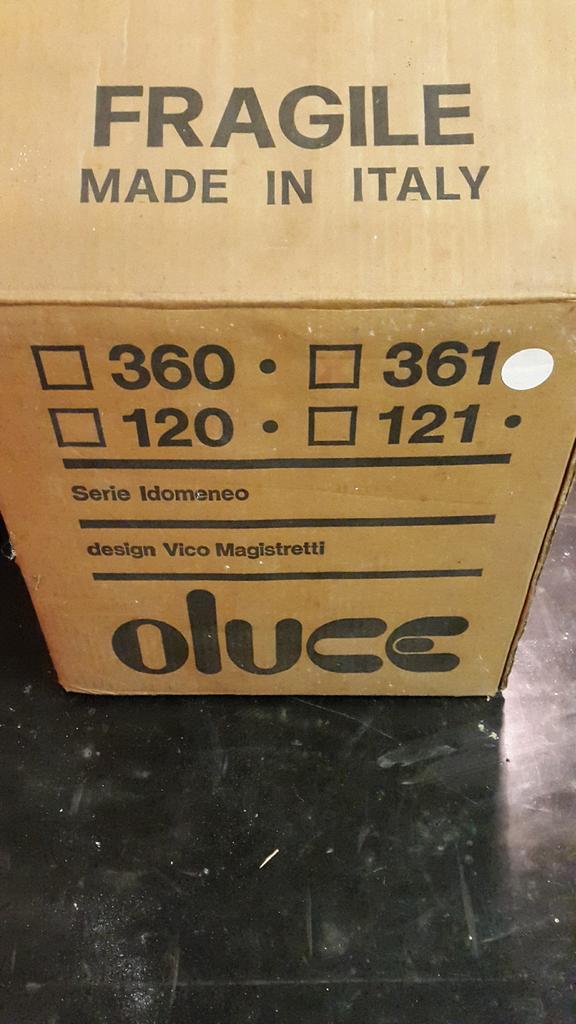 FRAGILE
MADE IN ITALY
360 • 361
120 • 121 •
Serie Idomeneo
design Vico Magistretti
oluce